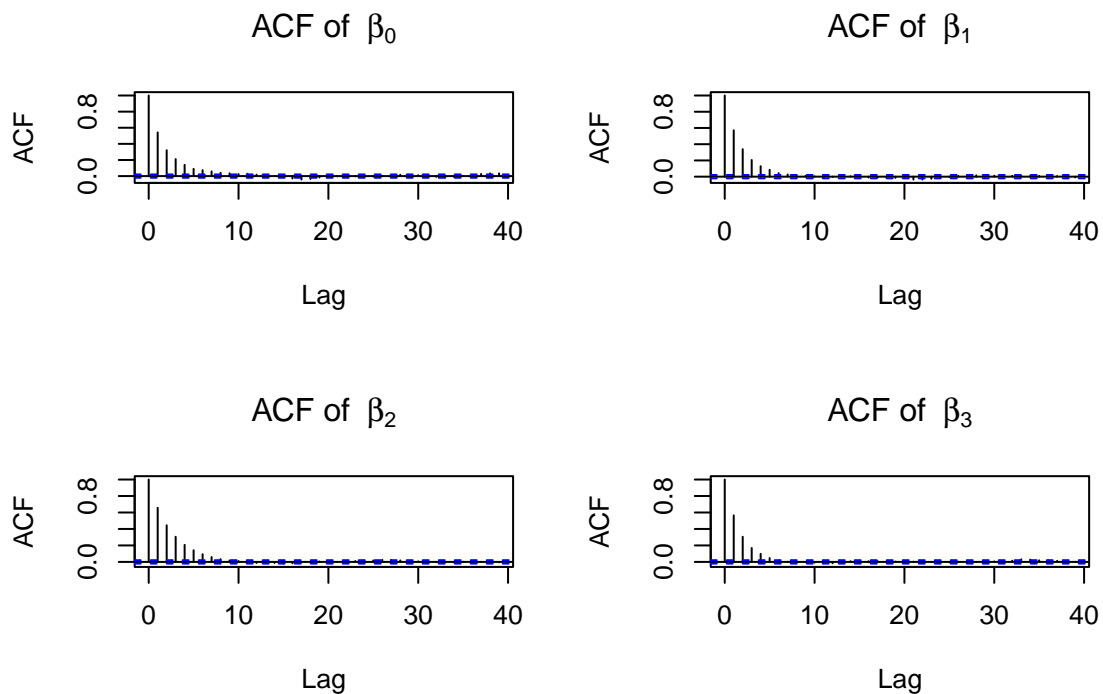 ACF of β₀
ACF
0.0 0.8
0 10 20 30 40
Lag
ACF of β₁
ACF
0.0 0.8
0 10 20 30 40
Lag
ACF of β₂
ACF
0.0 0.8
0 10 20 30 40
Lag
ACF of β₃
ACF
0.0 0.8
0 10 20 30 40
Lag